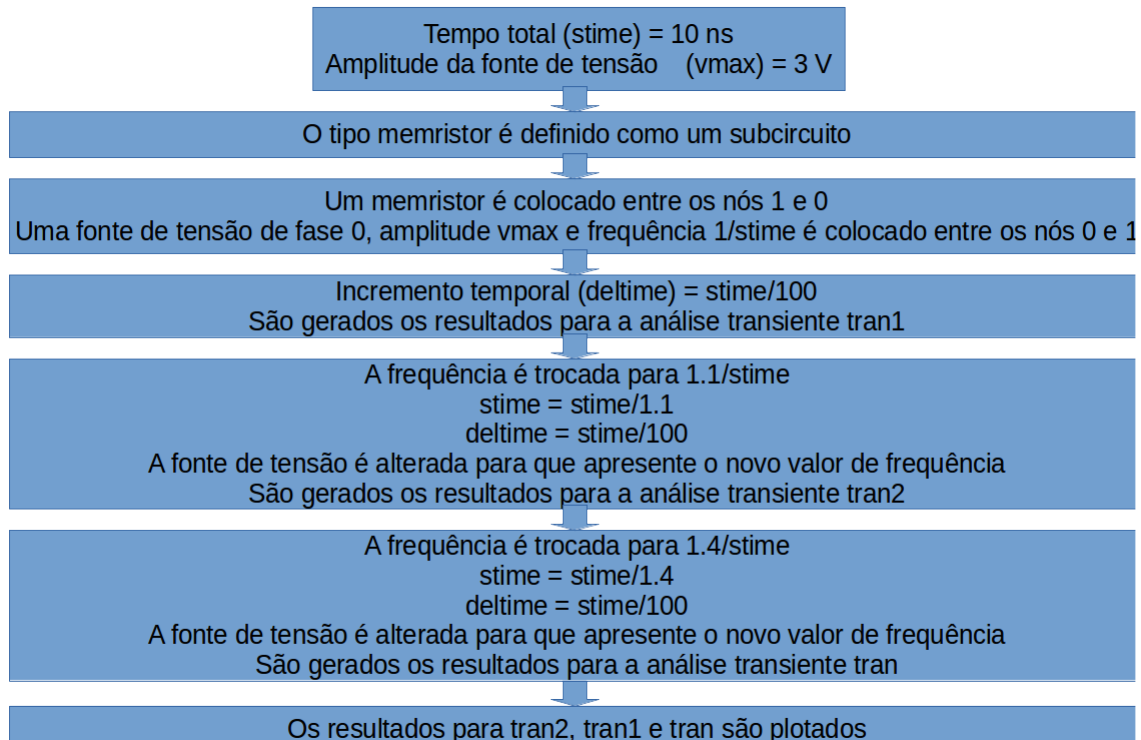 Tempo total (stime) = 10 ns
Amplitude da fonte de tensão (vmax) = 3 V
O tipo memristor é definido como um subcircuito
Um memristor é colocado entre os nós 1 e 0
Uma fonte de tensão de fase 0, amplitude vmax e frequência 1/stime é colocado entre os nós 0 e 1
Incremento temporal (deltime) = stime/100
São gerados os resultados para a análise transiente tran1
A frequência é trocada para 1.1/stime
stime = stime/1.1
deltime = stime/100
A fonte de tensão é alterada para que apresente o novo valor de frequência
São gerados os resultados para a análise transiente tran2
A frequência é trocada para 1.4/stime
stime = stime/1.4
deltime = stime/100
A fonte de tensão é alterada para que apresente o novo valor de frequência
São gerados os resultados para a análise transiente tran
Os resultados para tran2, tran1 e tran são plotados